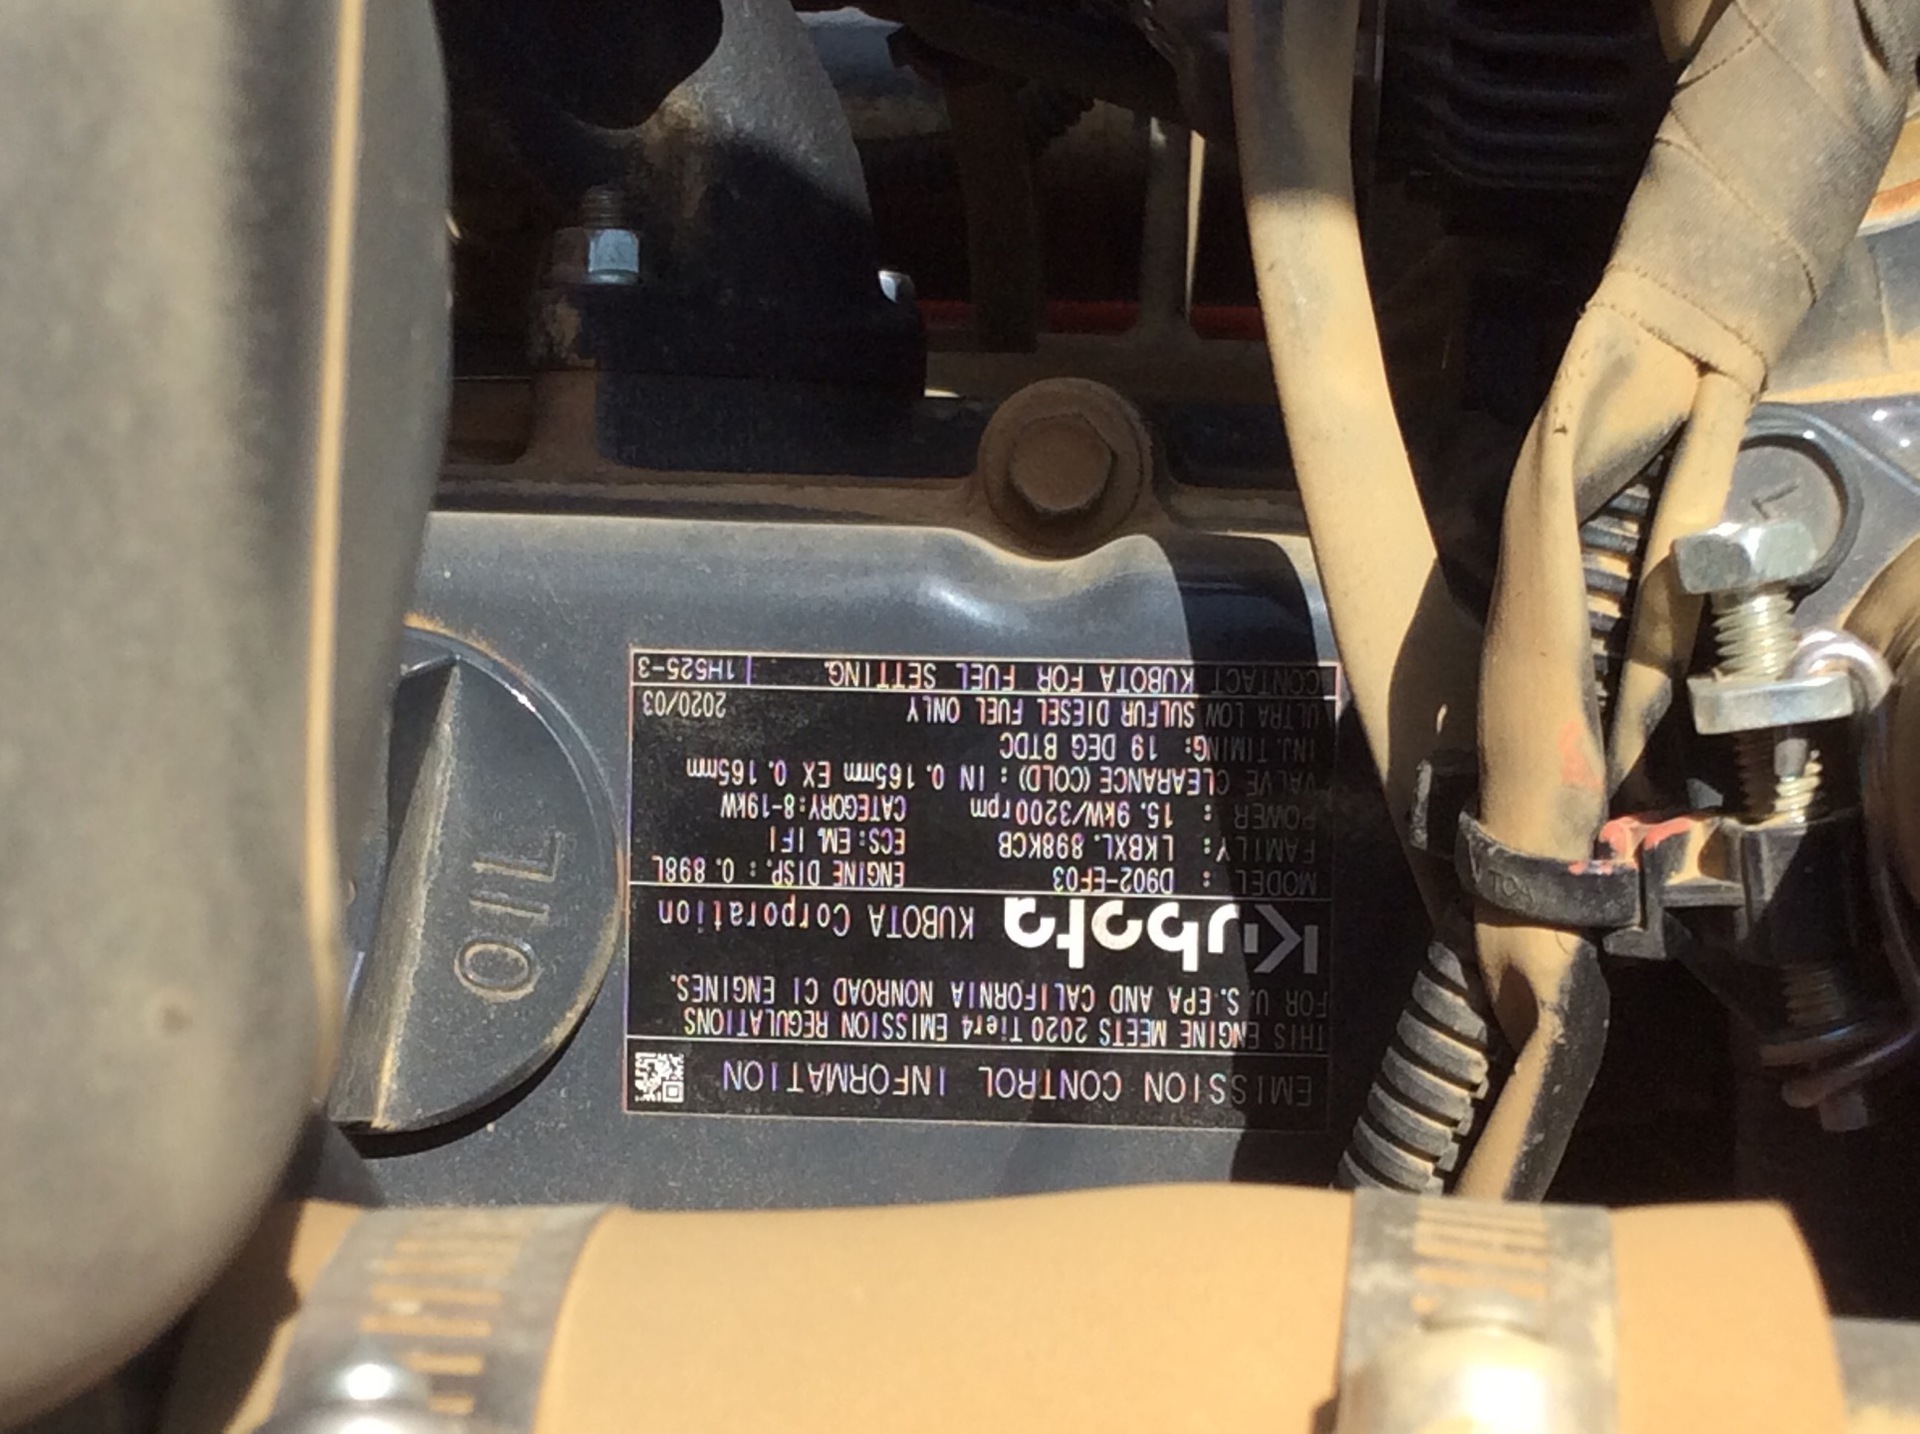 EMISSION CONTROL INFORMATION
THIS ENGINE MEETS 2020 Tier4 EMISSION REGULATIONS
FOR U.S. EPA AND CALIFORNIA NONROAD CI ENGINES.
Kubota KUBOTA Corporation
MODEL : D902-EF03 ENGINE DISP. : 0.898L
FAMILY: LKBXL.898KCB ECS:EM.IFI
POWER : 15.9kW/3200rpm CATEGORY:8-19kW
VALVE CLEARANCE (COLD) : IN 0.165mm EX 0.165mm
INJ. TIMING: 19 DEG BTDC
ULTRA LOW SULFUR DIESEL FUEL ONLY 2020/03
CONTACT KUBOTA FOR FUEL SETTING. 1H525-3
OIL
7